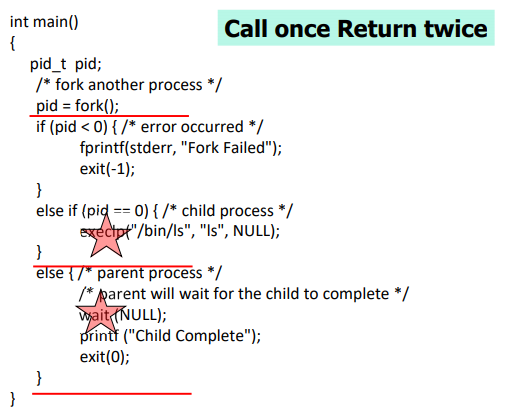 int main()
Call once Return twice
{
pid_t pid;
/* fork another process */
pid = fork();
if (pid < 0) { /* error occurred */
fprintf(stderr, "Fork Failed");
exit(-1);
}
else if (pid == 0) { /* child process */
execlp("/bin/ls", "ls", NULL);
}
else { /* parent process */
/* parent will wait for the child to complete */
wait (NULL);
printf ("Child Complete");
exit(0);
}
}